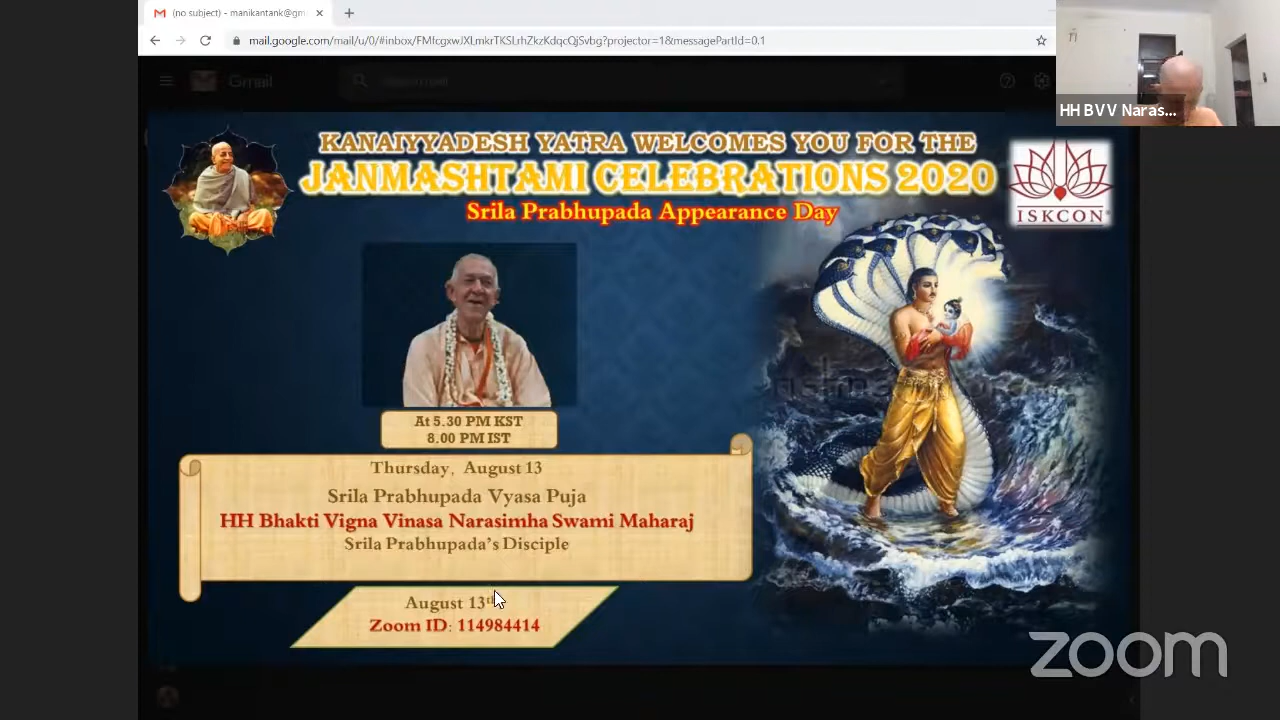 (no subject) - manikantank@gm
mail.google.com/mail/u/0/#inbox/FMfcgxwJXLmkrTKSLrhZkzKdqcQjSvbg?projector=1&messagePartId=0.1
Gmail
HH BVV Naras...
KANAIYYADESH YATRA WELCOMES YOU FOR THE
JANMASHTAMI CELEBRATIONS 2020
Srila Prabhupada Appearance Day
ISKCON
At 5.30 PM KST
8.00 PM IST
Thursday, August 13
Srila Prabhupada Vyasa Puja
HH Bhakti Vigna Vinasa Narasimha Swami Maharaj
Srila Prabhupada's Disciple
August 13th
Zoom ID: 114984414
zoom